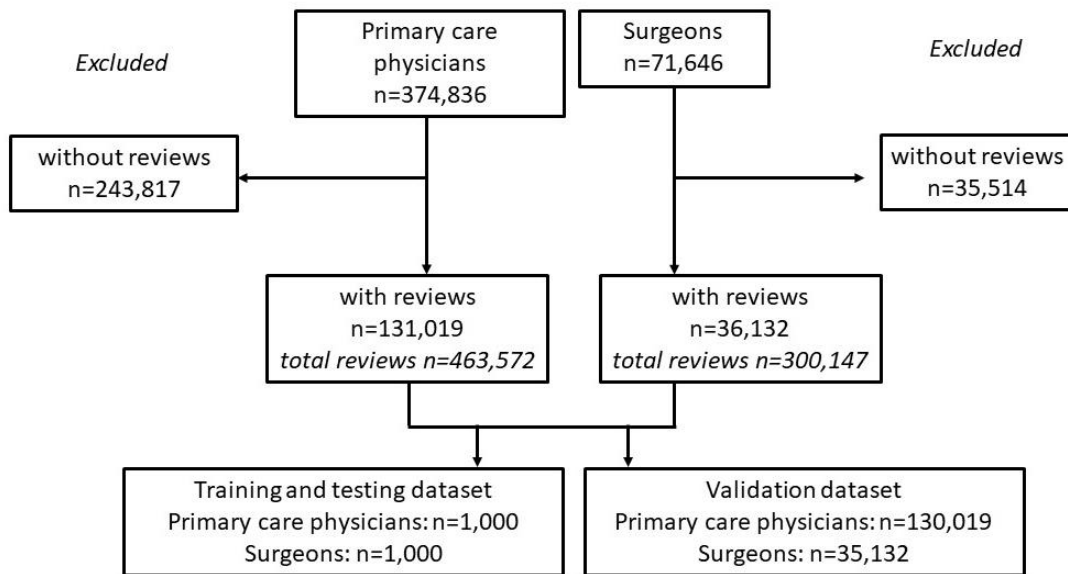 Excluded
Primary care
physicians
n=374,836
Surgeons
n=71,646
Excluded
without reviews
n=243,817
without reviews
n=35,514
with reviews
n=131,019
total reviews n=463,572
with reviews
n=36,132
total reviews n=300,147
Training and testing dataset
Primary care physicians: n=1,000
Surgeons: n=1,000
Validation dataset
Primary care physicians: n=130,019
Surgeons: n=35,132